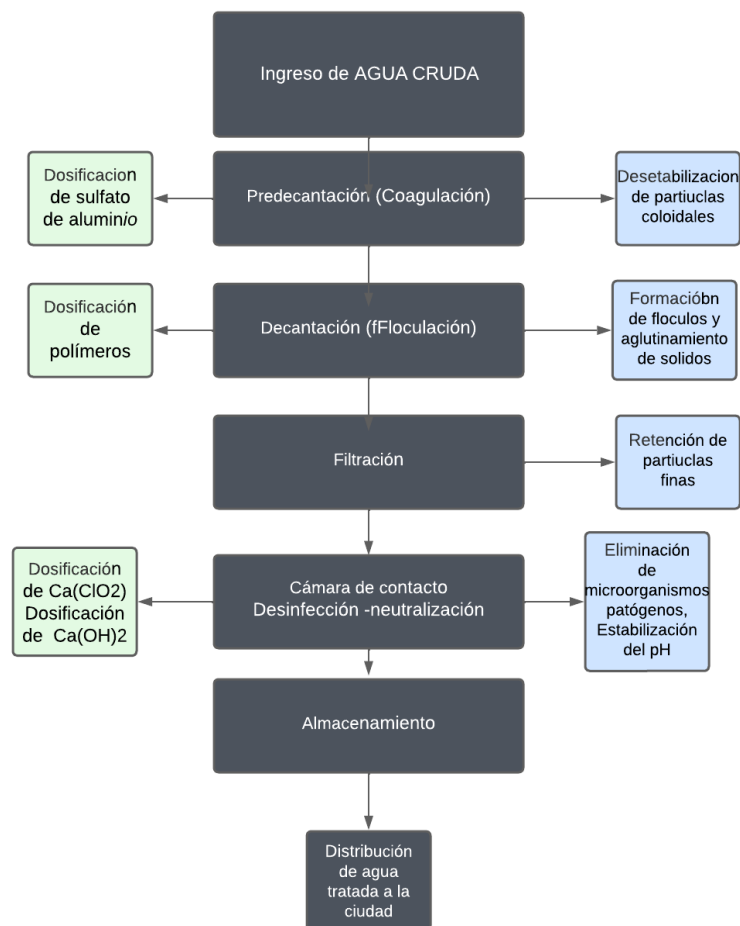 Ingreso de AGUA CRUDA
Dosificacion
de sulfato
de aluminio
Predecantación (Coagulación)
Desetabilizacion
de partiuclas
coloidales
Dosificación
de
polímeros
Decantación (fFloculación)
Formacióbn
de floculos y
aglutinamiento
de solidos
Filtración
Retención de
partiuclas
finas
Dosificación
de Ca(ClO2)
Dosificación
de Ca(OH)2
Cámara de contacto
Desinfección -neutralización
Eliminación
de
microorganismos
patógenos,
Estabilización
del pH
Almacenamiento
Distribución
de agua
tratada a la
ciudad